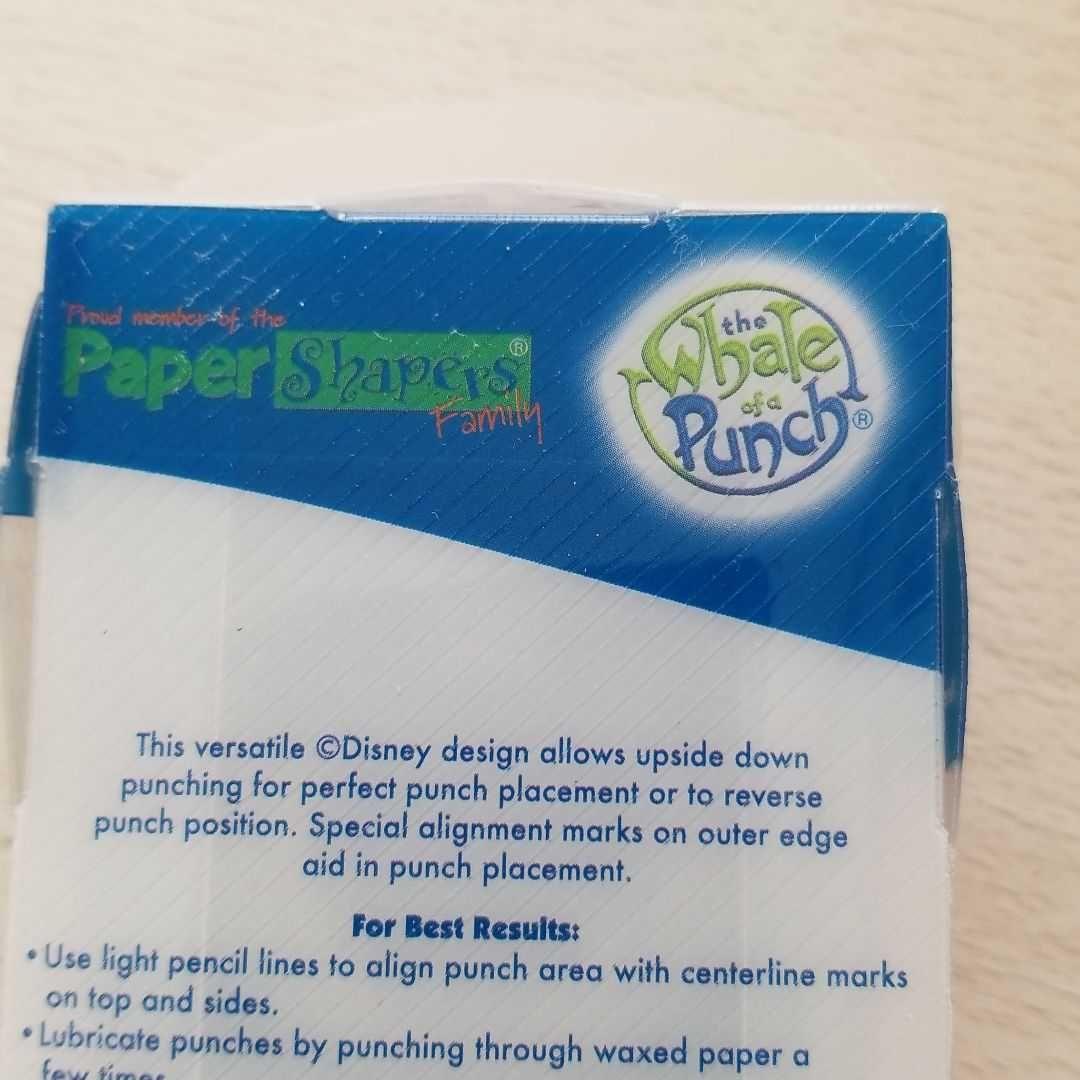 Proud member of the
Paper Shapers®
Family
the
Whale
of a
Punch®
This versatile ©Disney design allows upside down
punching for perfect punch placement or to reverse
punch position. Special alignment marks on outer edge
aid in punch placement.
For Best Results:
• Use light pencil lines to align punch area with centerline marks
on top and sides.
• Lubricate punches by punching through waxed paper a
few times